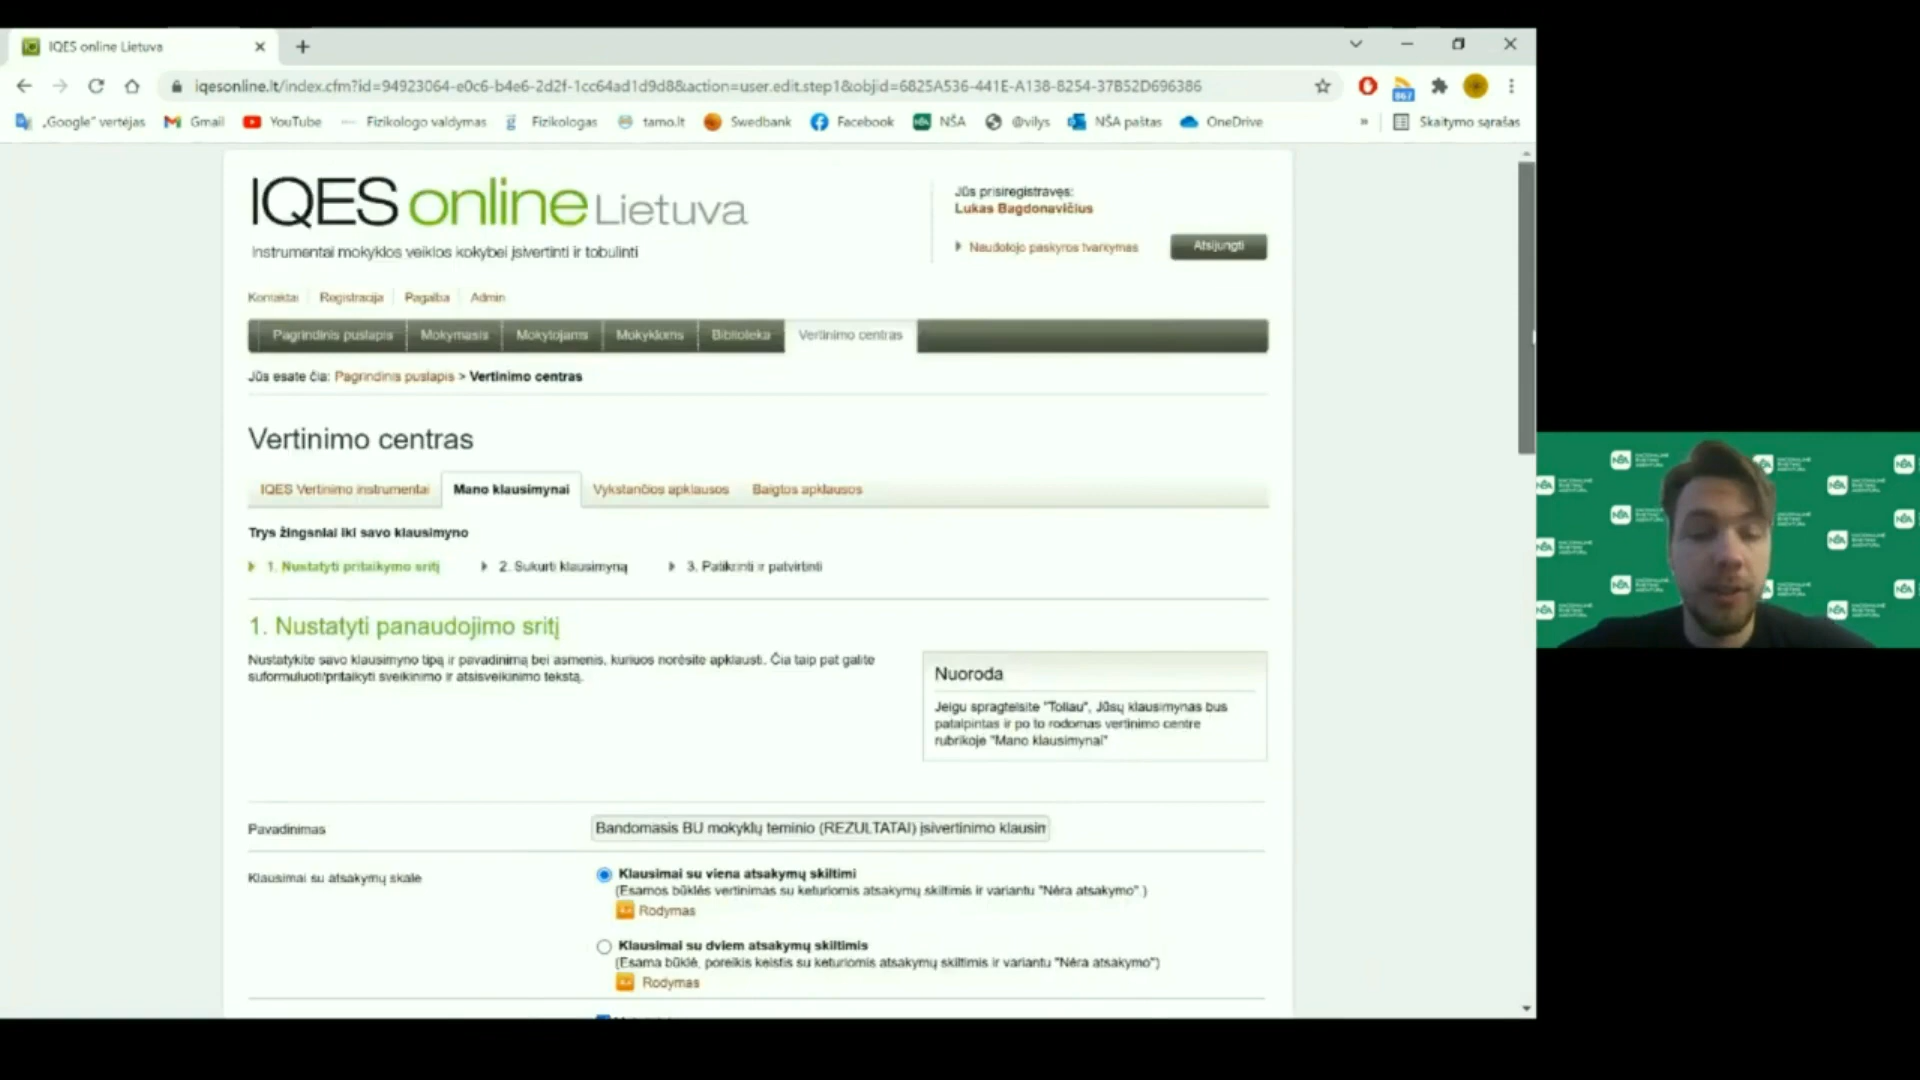 IQES online Lietuva
iqesonline.lt/index.cfm?id=94923064-e0c6-b4e6-2d2f-1cc64ad1d9d8&action=user.edit.step1&objid=6825A536-441E-A138-8254-37B52D696386
867
„Google“ vertėjas
Gmail
YouTube
Fizikologo valdymas
Fizikologas
tamo.lt
Swedbank
Facebook
NŠA
@vilys
NŠA paštas
OneDrive
»
Skaitymo sąrašas
IQES online Lietuva
Instrumentai mokyklos veiklos kokybei įsivertinti ir tobulinti
Jūs prisiregistravęs:
Lukas Bagdonavičius
Naudotojo paskyros tvarkymas
Atsijungti
Kontaktai Registracija Pagalba Admin
Pagrindinis puslapis Mokymasis Mokytojams Mokykloms Biblioteka Vertinimo centras
Jūs esate čia: Pagrindinis puslapis > Vertinimo centras
Vertinimo centras
IQES Vertinimo instrumentai Mano klausimynai Vykstančios apklausos Baigtos apklausos
Trys žingsniai iki savo klausimyno
1. Nustatyti pritaikymo sritį 2. Sukurti klausimyną 3. Patikrinti ir patvirtinti
1. Nustatyti panaudojimo sritį
Nustatykite savo klausimyno tipą ir pavadinimą bei asmenis, kuriuos norėsite apklausti. Čia taip pat galite
suformuluoti/pritaikyti sveikinimo ir atsisveikinimo tekstą.
Nuoroda
Jeigu spragtelsite "Toliau", Jūsų klausimynas bus
patalpintas ir po to rodomas vertinimo centre
rubrikoje "Mano klausimynai"
Pavadinimas
Bandomasis BU mokyklų teminio (REZULTATAI) įsivertinimo klausim
Klausimai su atsakymų skale
Klausimai su viena atsakymų skiltimi
(Esamos būklės vertinimas su keturiomis atsakymų skiltimis ir variantu "Nėra atsakymo" )
Rodymas
Klausimai su dviem atsakymų skiltimis
(Esama būklė, poreikis keistis su keturiomis atsakymų skiltimis ir variantu "Nėra atsakymo")
Rodymas